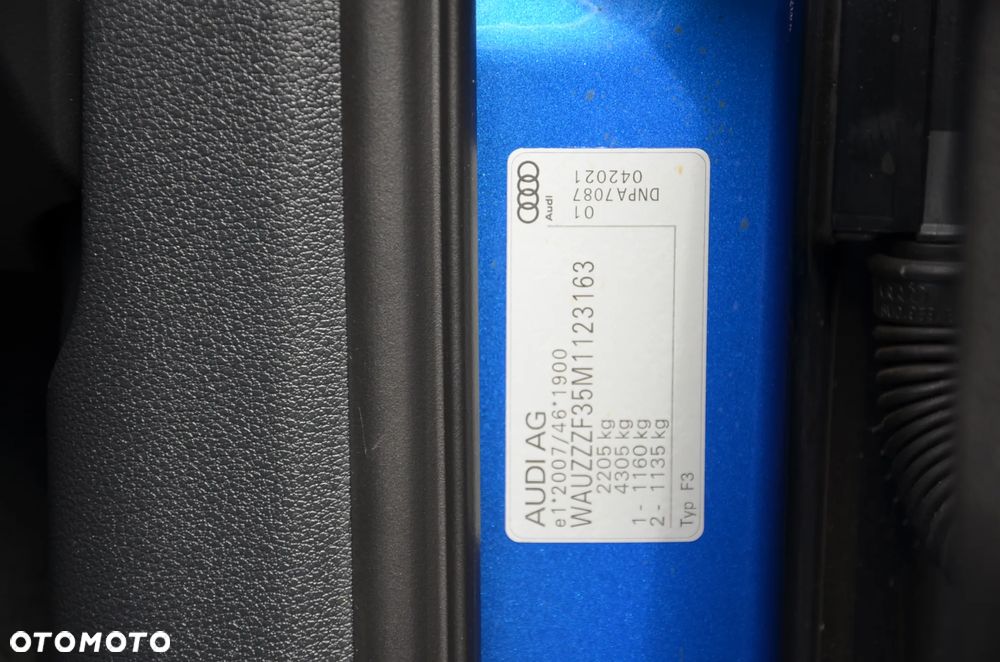 AUDI AG
e1*2007/46*1900
WAUZZZF35M1123163
2205 kg
4305 kg
1 - 1160 kg
2 - 1135 kg
Typ F3
Audi
01
DNPA7087
042021
OTOMOTO